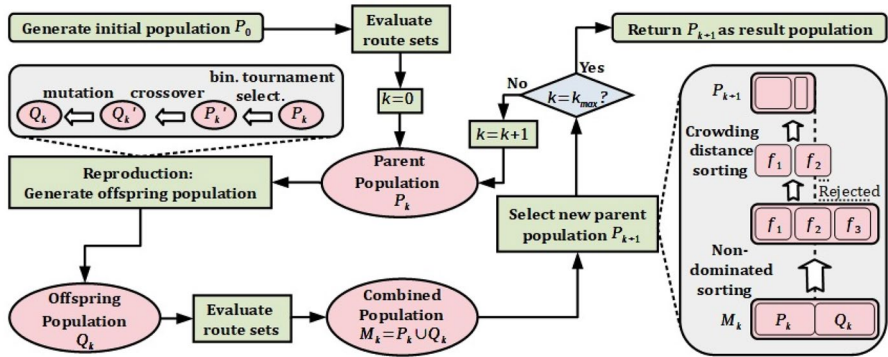 Generate initial population P₀
Evaluate
route sets
Return Pₖ₊₁ as result population
k=0
No
Yes
k=kₘₐₓ?
k=k+1
bin. tournament
mutation crossover select.
Qₖ Qₖ' Pₖ' Pₖ
Reproduction:
Generate offspring population
Parent
Population
Pₖ
Select new parent
population Pₖ₊₁
Offspring
Population
Qₖ
Evaluate
route sets
Combined
Population
Mₖ=Pₖ∪Qₖ
Pₖ₊₁
Crowding
distance
sorting
f₁ f₂
Rejected
f₁ f₂ f₃
Non-
dominated
sorting
Mₖ Pₖ Qₖ